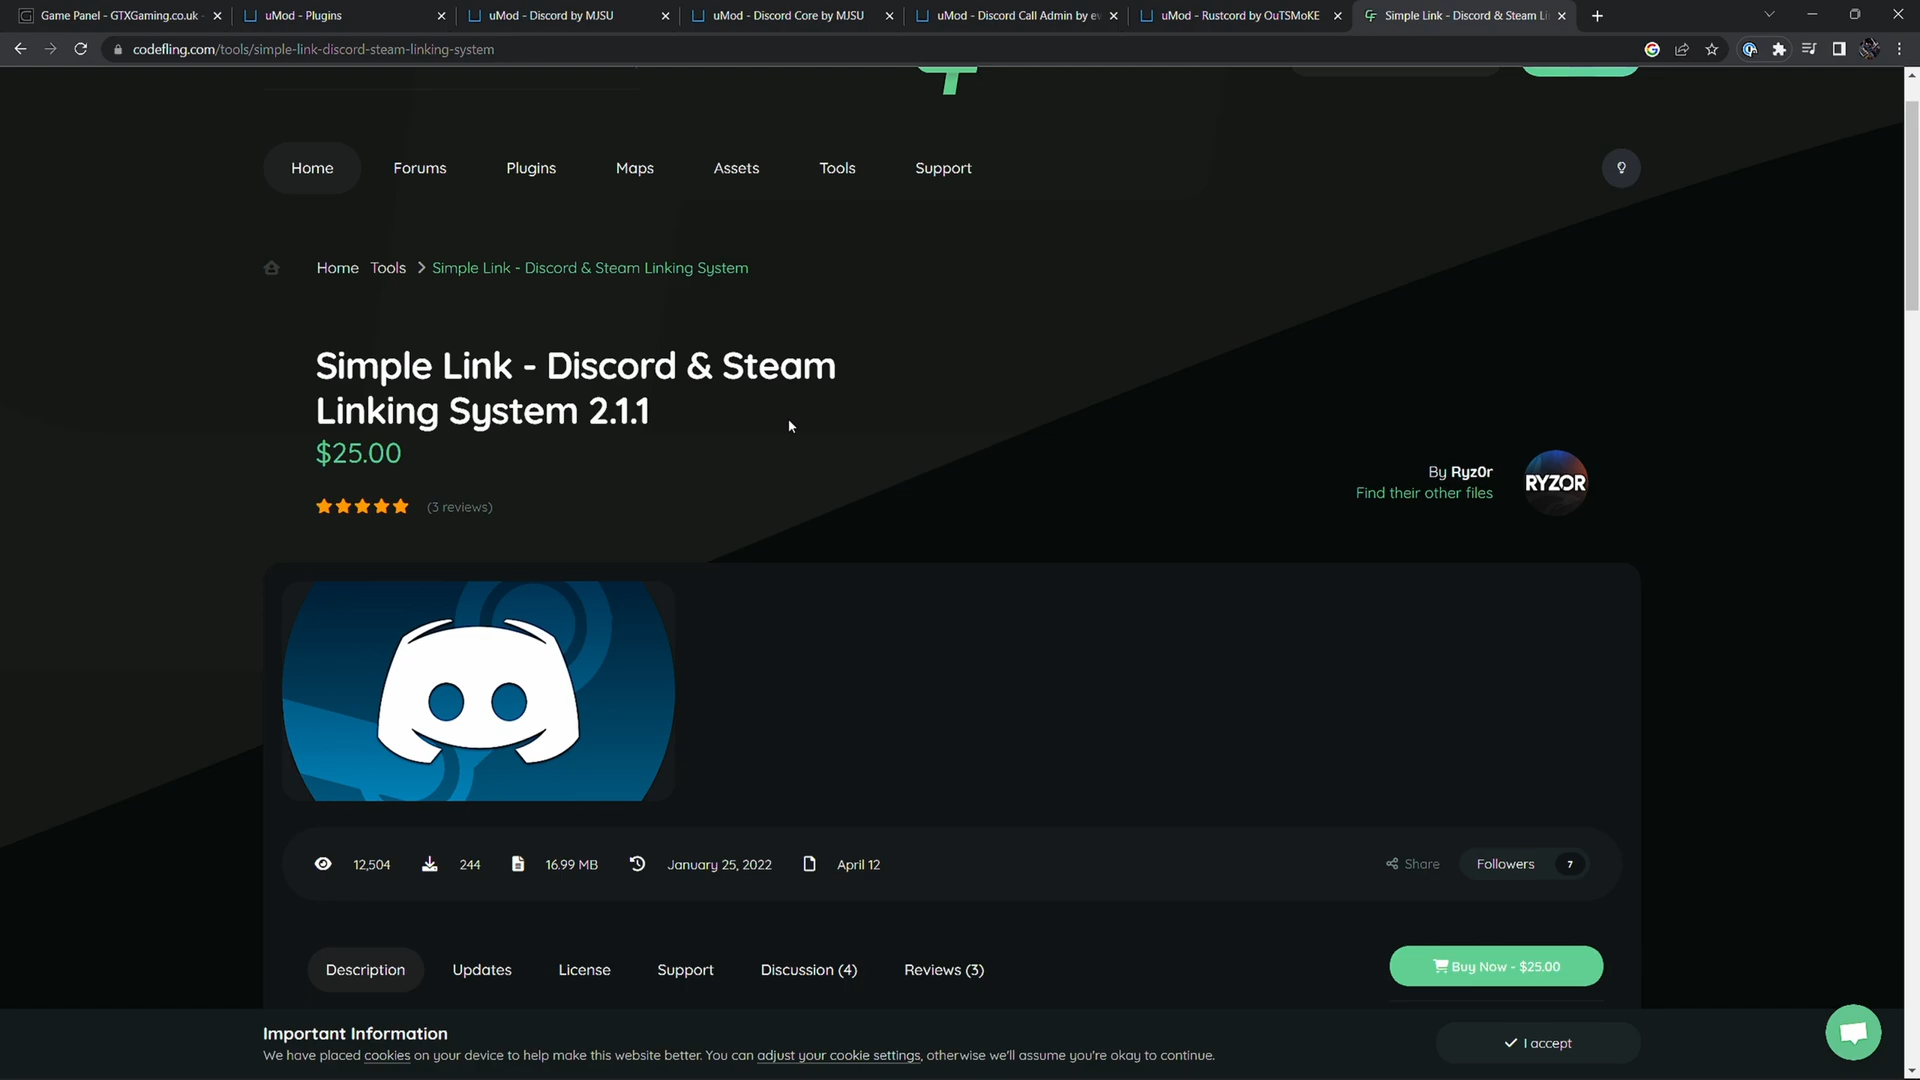 Game Panel - GTXGaming.co.uk -
uMod - Plugins
uMod - Discord by MJSU
uMod - Discord Core by MJSU
uMod - Discord Call Admin by ev
uMod - Rustcord by OuTSMoKE
Simple Link - Discord & Steam Li
codefling.com/tools/simple-link-discord-steam-linking-system
Home
Forums
Plugins
Maps
Assets
Tools
Support
Home Tools Simple Link - Discord & Steam Linking System
Simple Link - Discord & Steam
Linking System 2.1.1
$25.00
(3 reviews)
By Ryz0r
Find their other files
RYZOR
12,504
244
16.99 MB
January 25, 2022
April 12
Share
Followers 7
Description
Updates
License
Support
Discussion (4)
Reviews (3)
Buy Now - $25.00
Important Information
We have placed cookies on your device to help make this website better. You can adjust your cookie settings, otherwise we'll assume you're okay to continue.
I accept